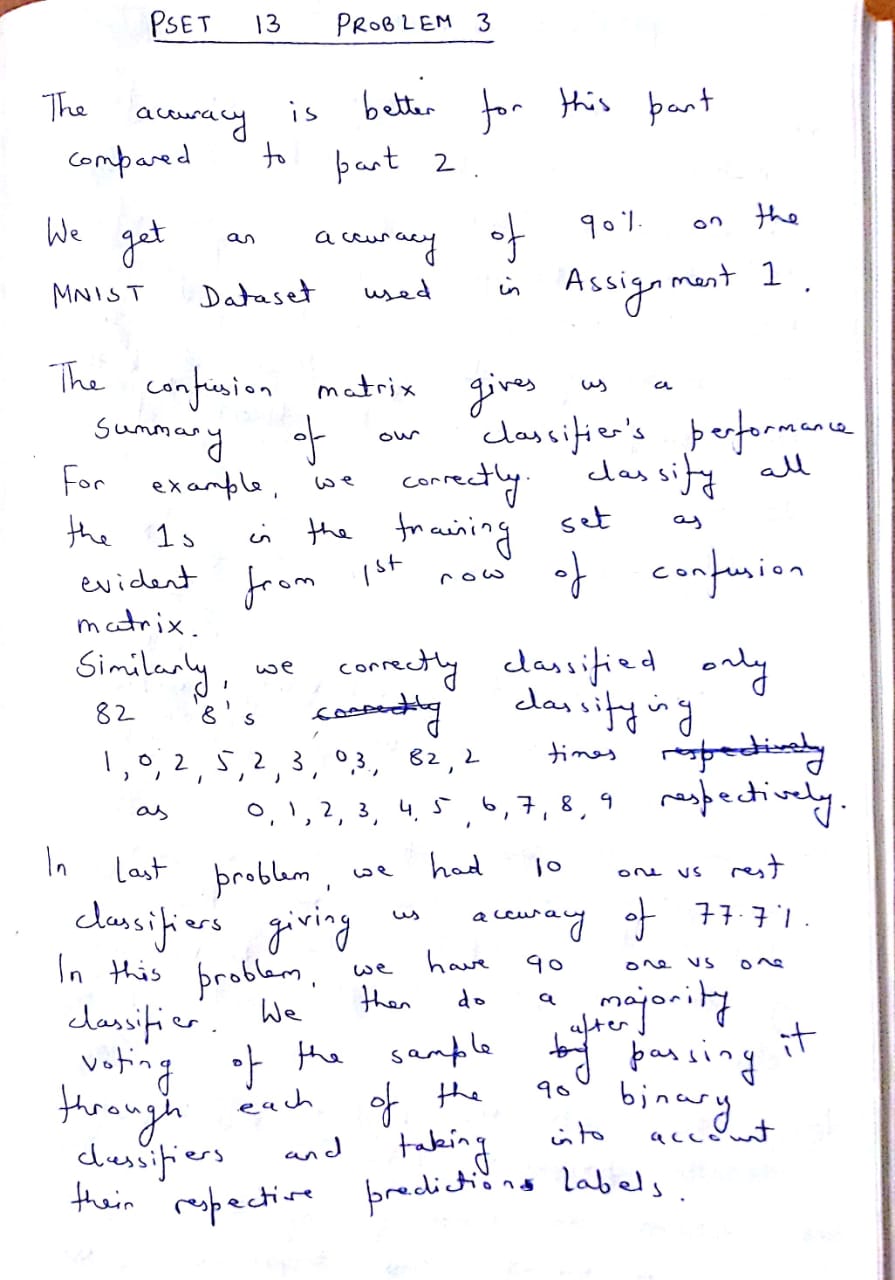 PSET 13 PROBLEM 3
The accuracy is better for this part
compared to part 2.
We get an accuracy of 90% on the
MNIST Dataset used in Assignment 1.
The confusion matrix gives us a
summary of our classifier's performance
For example, we correctly classify all
the 1s in the training set as
evident from 1st row of confusion
matrix.
Similarly, we correctly classified only
82 '8's correctly classifying
1, 0, 2, 5, 2, 3, 0, 3, 82, 2 times respectively
as 0, 1, 2, 3, 4, 5, 6, 7, 8, 9 respectively.
In last problem, we had 10 one vs rest
classifiers giving us accuracy of 77.7%.
In this problem, we have 90 one vs one
classifier. We then do a majority
voting of the sample by after passing it
through each of the 90 binary
classifiers and taking into account
their respective predictions labels.